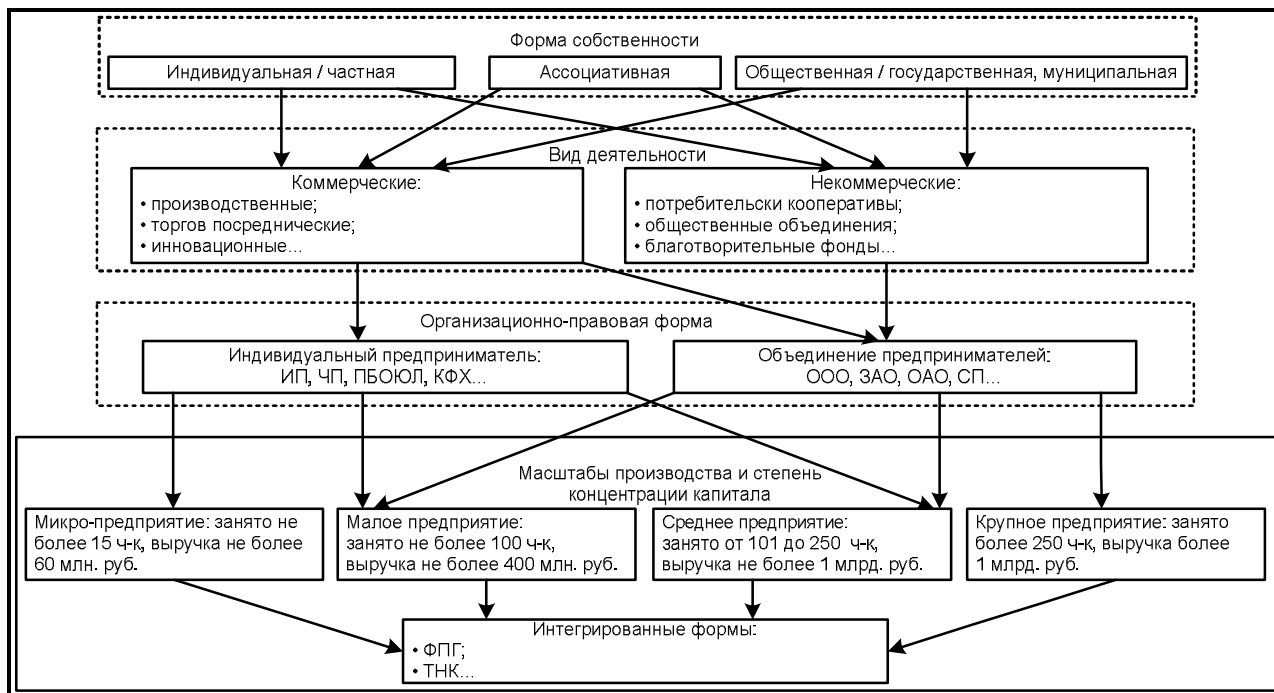 Форма собственности
Индивидуальная / частная
Ассоциативная
Общественная / государственная, муниципальная
Вид деятельности
Коммерческие:
• производственные;
• торгов посреднические;
• инновационные...
Некоммерческие:
• потребительски кооперативы;
• общественные объединения;
• благотворительные фонды...
Организационно-правовая форма
Индивидуальный предприниматель:
ИП, ЧП, ПБОЮЛ, КФХ...
Объединение предпринимателей:
ООО, ЗАО, ОАО, СП...
Масштабы производства и степень
концентрации капитала
Микро-предприятие: занято не
более 15 ч-к, выручка не более
60 млн. руб.
Малое предприятие:
занято не более 100 ч-к,
выручка не более 400 млн. руб.
Среднее предприятие:
занято от 101 до 250 ч-к,
выручка не более 1 млрд. руб.
Крупное предприятие: занято
более 250 ч-к, выручка более
1 млрд. руб.
Интегрированные формы:
• ФПГ;
• ТНК...